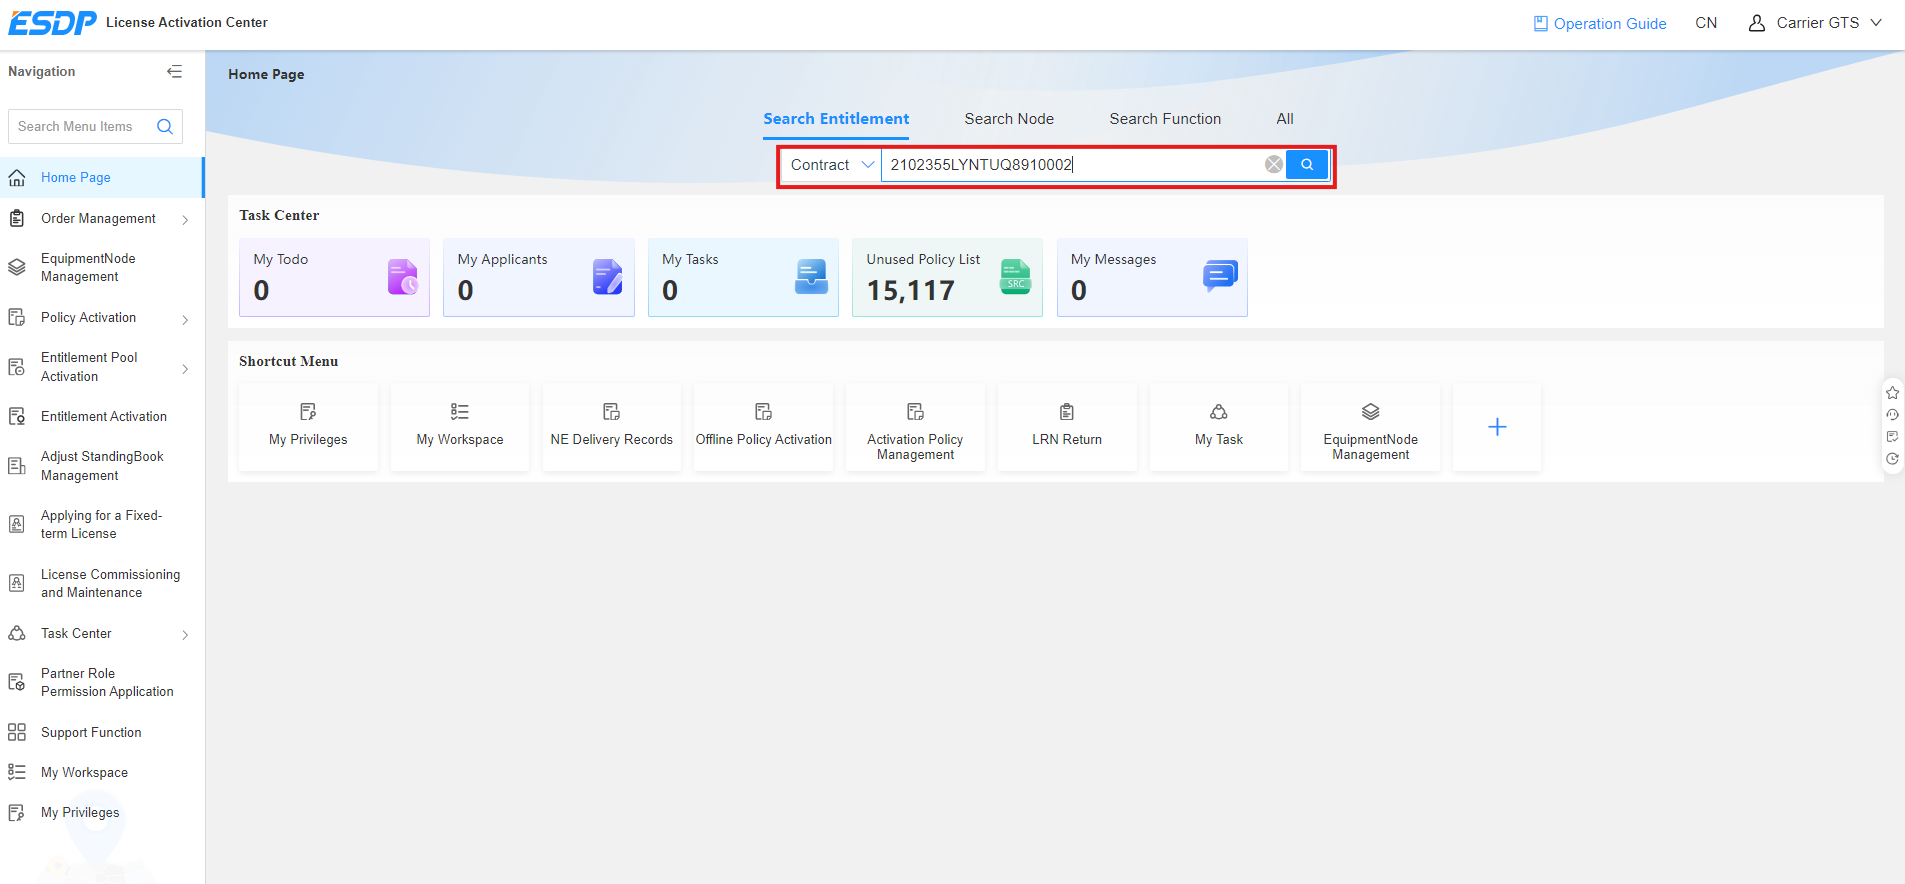 ESDP License Activation Center
Operation Guide
CN
Carrier GTS
Navigation
Search Menu Items
Home Page
Order Management
EquipmentNode
Management
Policy Activation
Entitlement Pool
Activation
Entitlement Activation
Adjust StandingBook
Management
Applying for a Fixed-
term License
License Commissioning
and Maintenance
Task Center
Partner Role
Permission Application
Support Function
My Workspace
My Privileges
Home Page
Search Entitlement
Search Node
Search Function
All
Contract
2102355LYNTUQ8910002
Task Center
My Todo
0
My Applicants
0
My Tasks
0
Unused Policy List
15,117
SRC
My Messages
0
Shortcut Menu
My Privileges
My Workspace
NE Delivery Records
Offline Policy Activation
Activation Policy
Management
LRN Return
My Task
EquipmentNode
Management